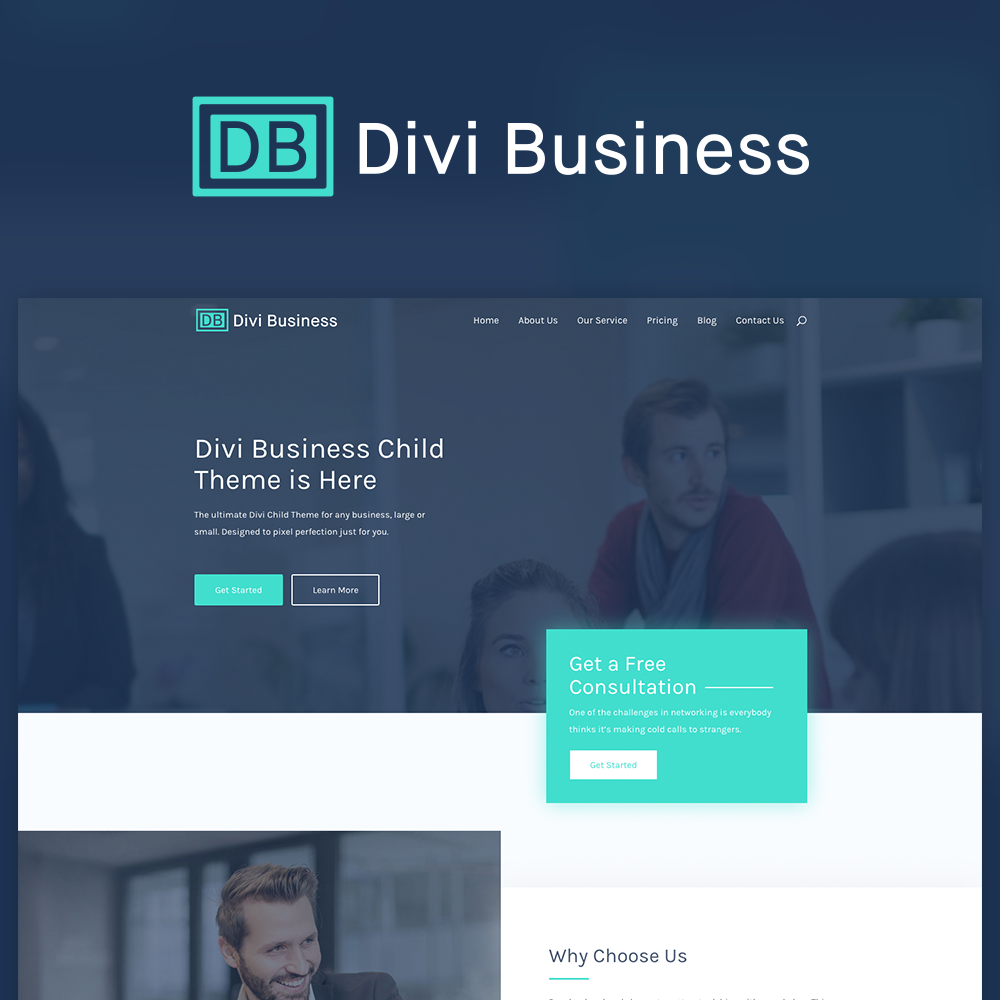 DB Divi Business
DB Divi Business
Home About Us Our Service Pricing Blog Contact Us
Divi Business Child
Theme is Here
The ultimate Divi Child Theme for any business, large or
small. Designed to pixel perfection just for you.
Get Started Learn More
Get a Free
Consultation
One of the challenges in networking is everybody
thinks it's making cold calls to strangers.
Get Started
Why Choose Us